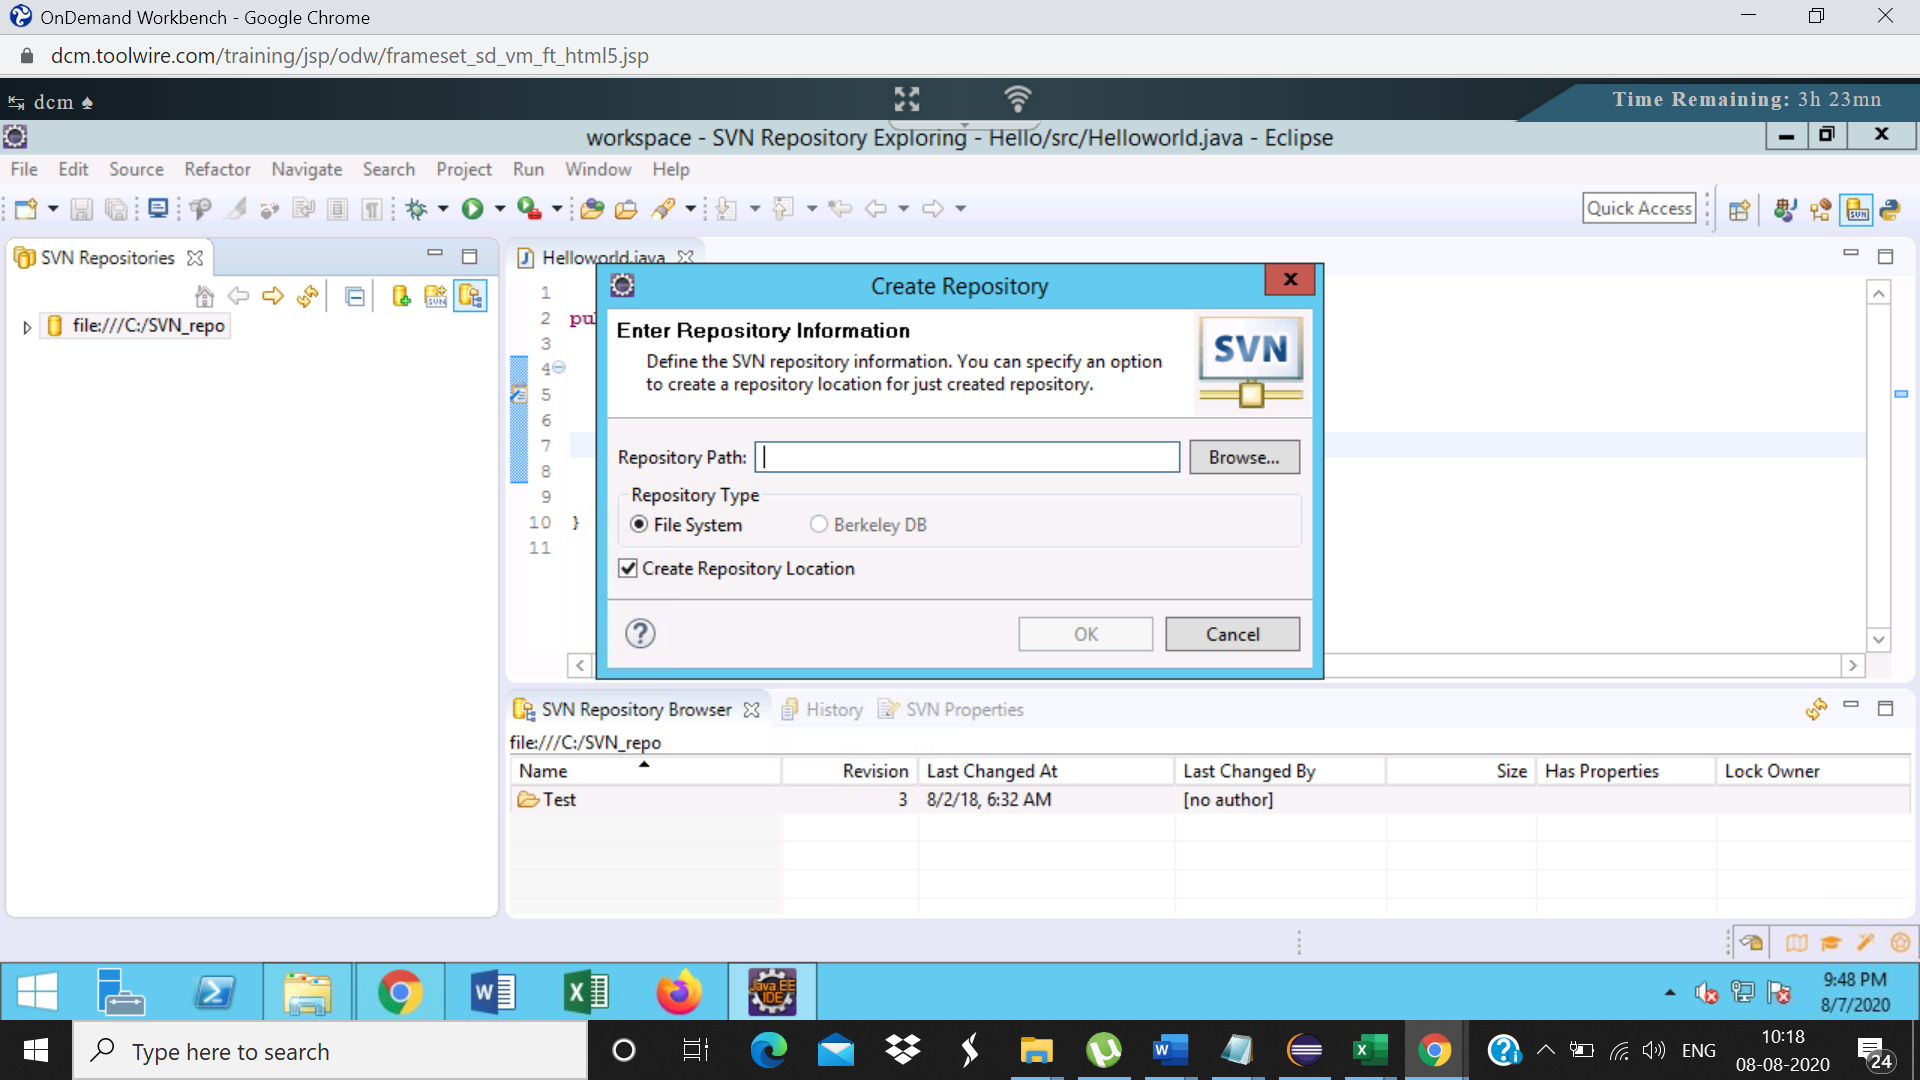 OnDemand Workbench - Google Chrome
dcm.toolwire.com/training/jsp/odw/frameset_sd_vm_ft_html5.jsp
dcm
Time Remaining: 3h 23mn
workspace - SVN Repository Exploring - Hello/src/Helloworld.java - Eclipse
File Edit Source Refactor Navigate Search Project Run Window Help
Quick Access
SVN
SVN Repositories
SVN
file:///C:/SVN_repo
Helloworld.java
1
2 pu
3
4
5
6
7
8
9
10 }
11
Create Repository
Enter Repository Information
Define the SVN repository information. You can specify an option
to create a repository location for just created repository.
SVN
Repository Path:
Browse...
Repository Type
File System Berkeley DB
Create Repository Location
OK Cancel
SVN Repository Browser History SVN Properties
file:///C:/SVN_repo
Name Revision Last Changed At Last Changed By Size Has Properties Lock Owner
Test 3 8/2/18, 6:32 AM [no author]
Java EE
IDE
9:48 PM
8/7/2020
Type here to search
ENG
10:18
08-08-2020
24